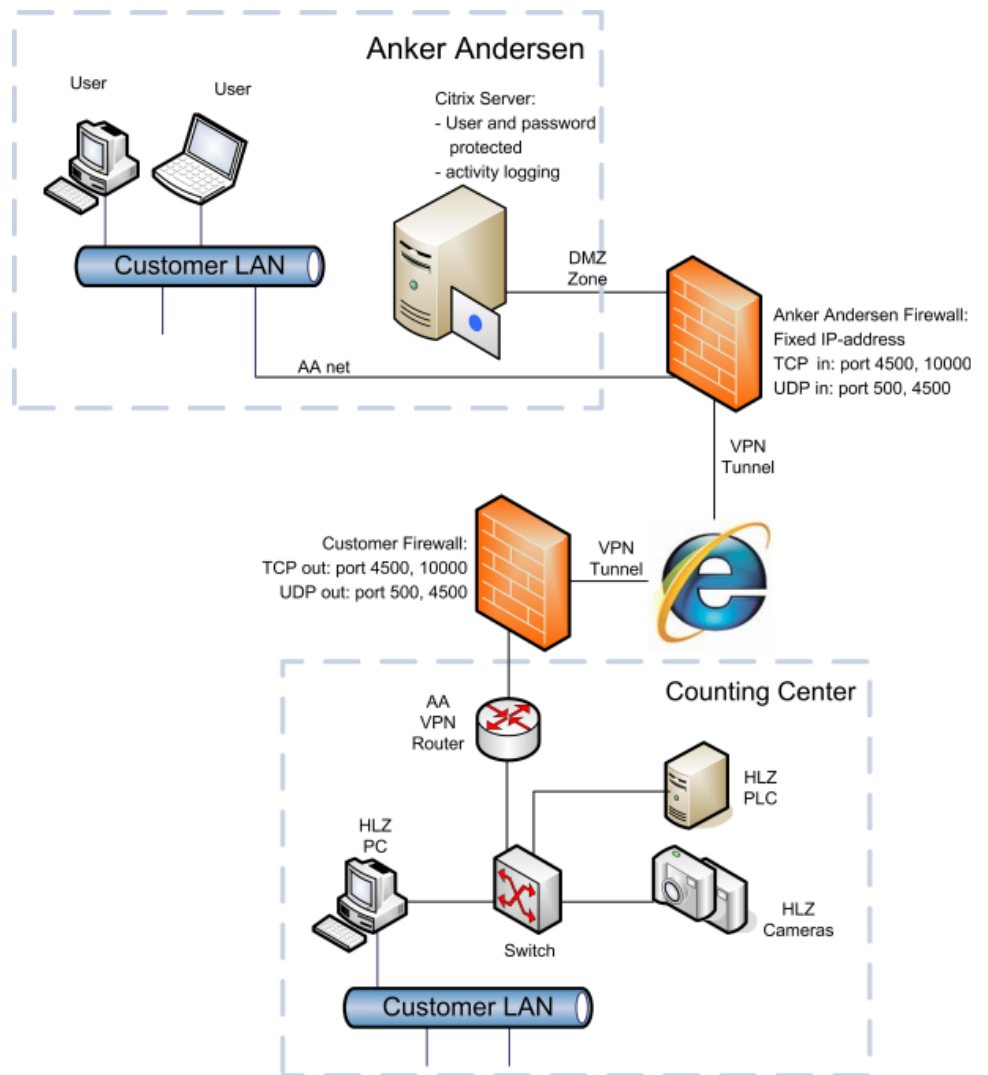 Anker Andersen
User
User
Citrix Server:
- User and password
protected
- activity logging
Customer LAN
DMZ
Zone
AA net
Anker Andersen Firewall:
Fixed IP-address
TCP in: port 4500, 10000
UDP in: port 500, 4500
VPN
Tunnel
Customer Firewall:
TCP out: port 4500, 10000
UDP out: port 500, 4500
VPN
Tunnel
Counting Center
AA
VPN
Router
HLZ
PLC
HLZ
PC
HLZ
Cameras
Switch
Customer LAN